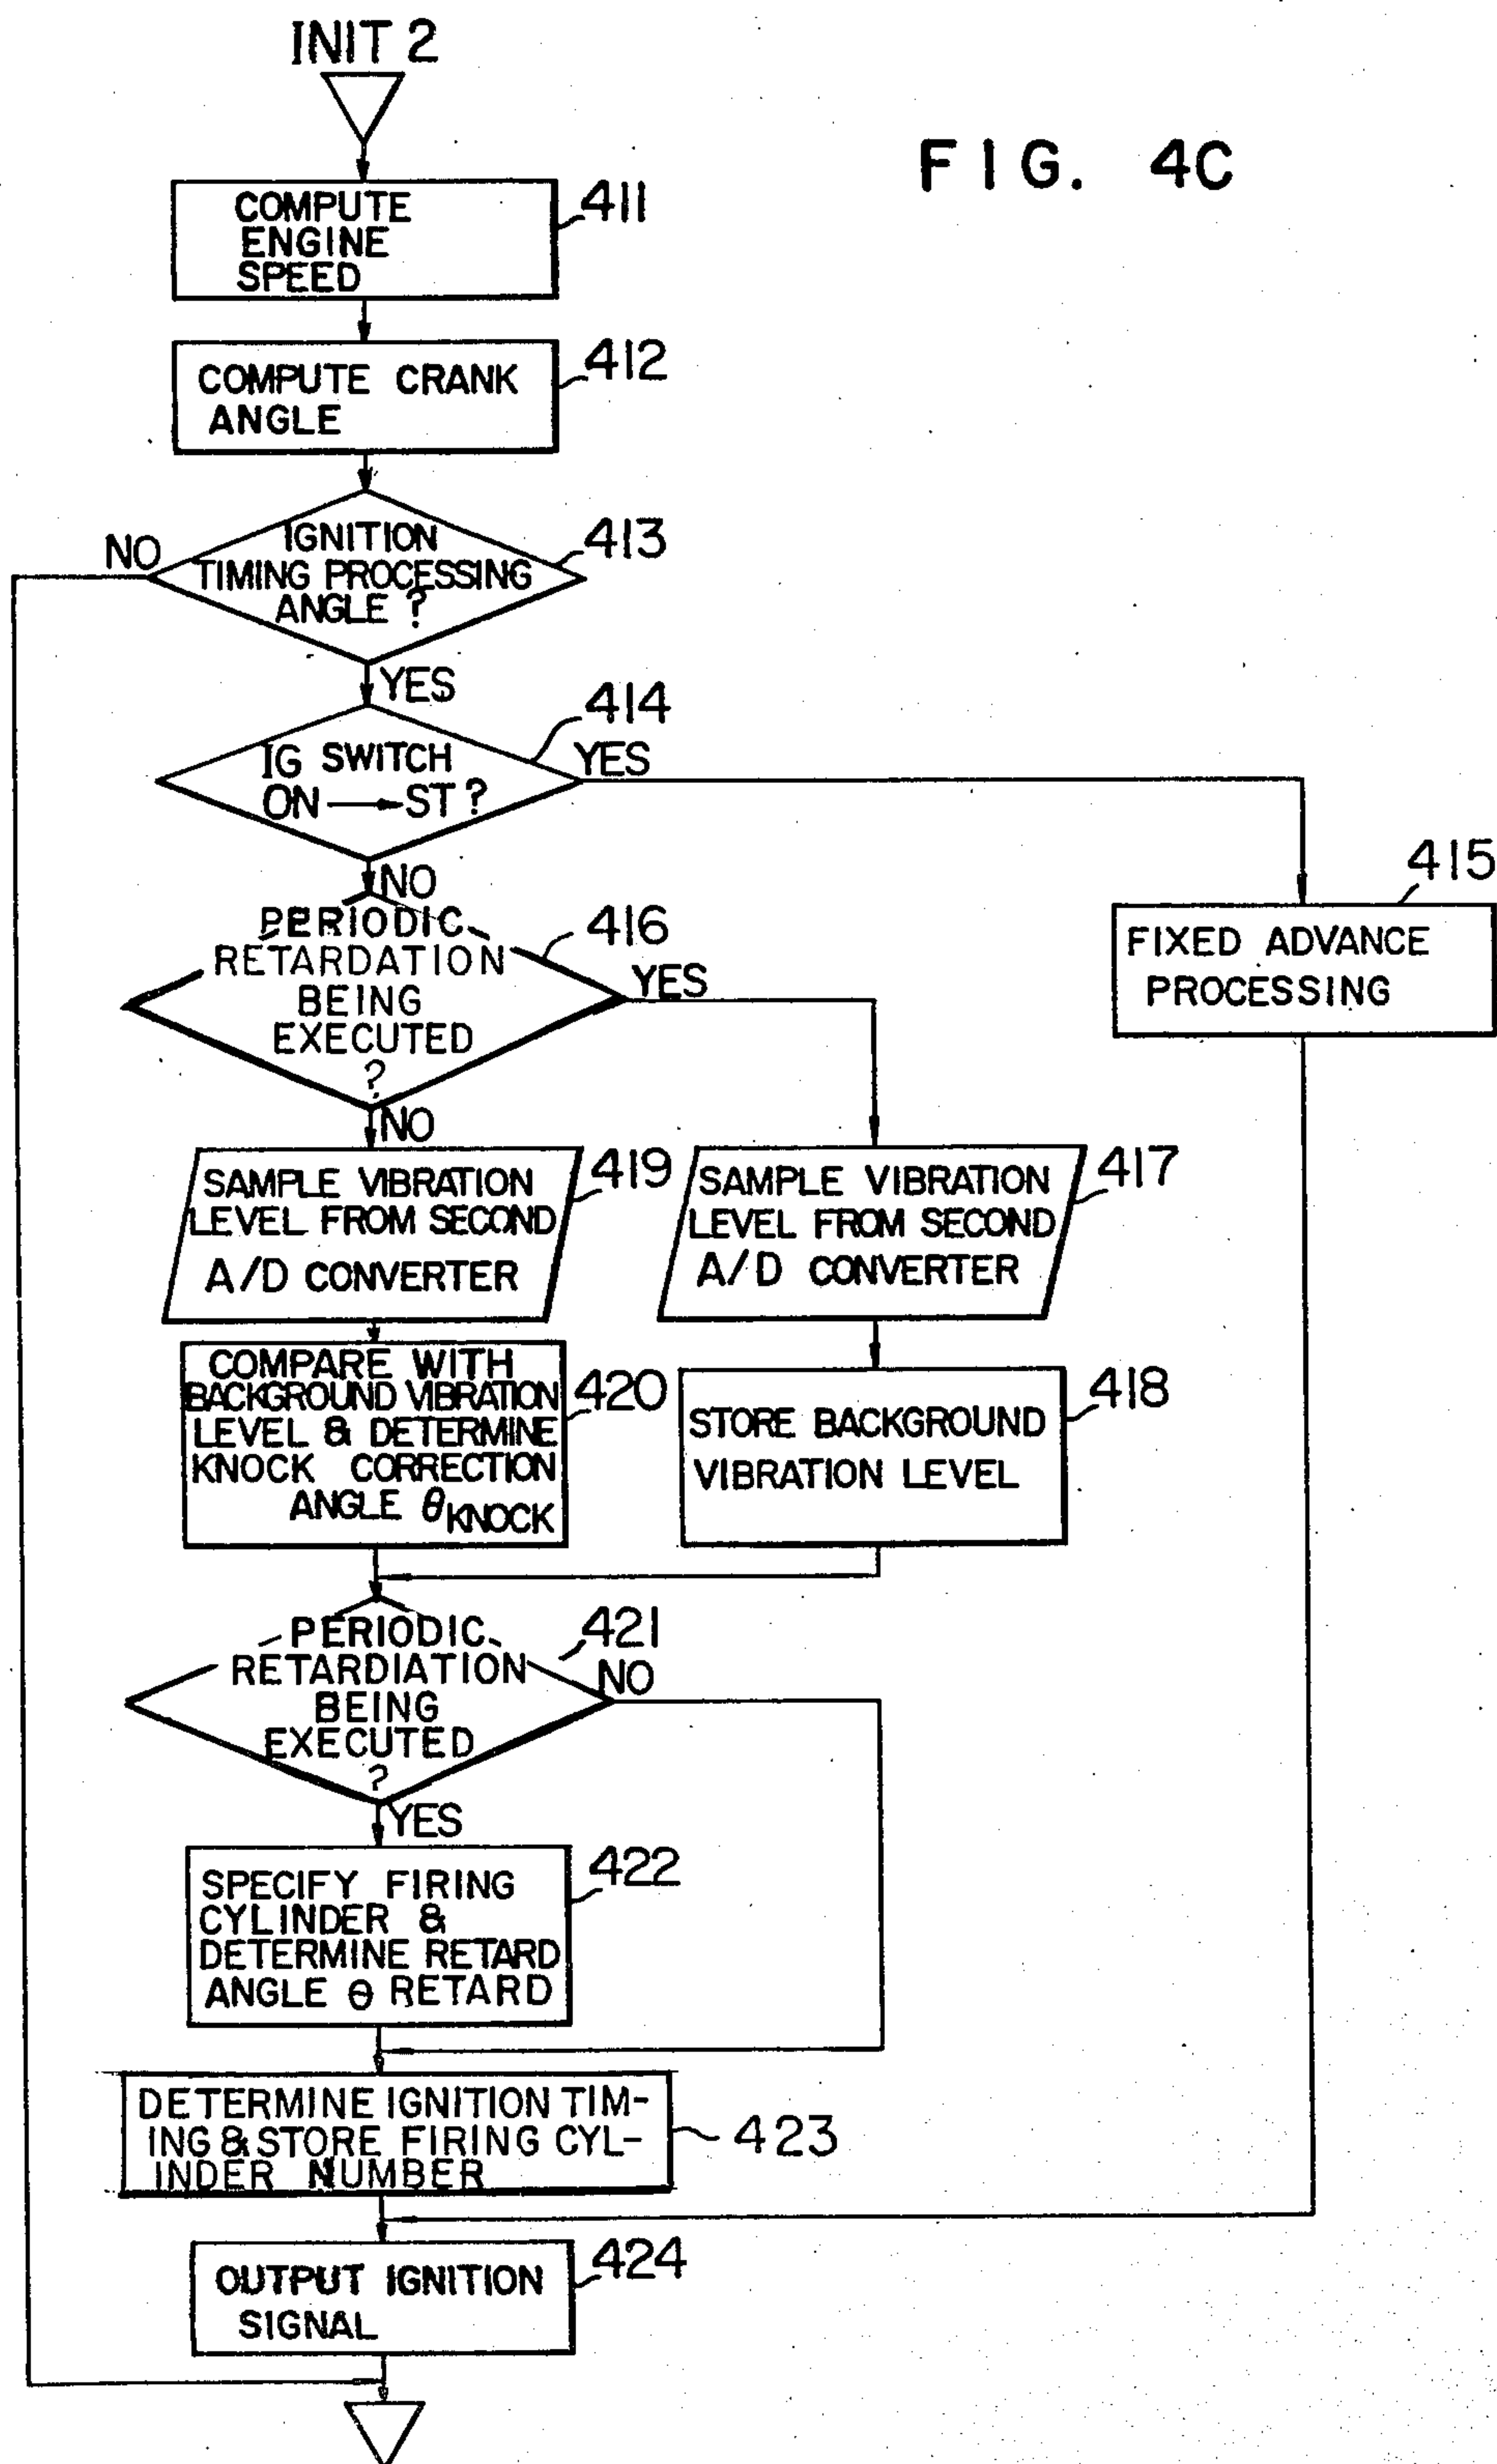 INIT 2
FIG. 4C
COMPUTE
ENGINE
SPEED
411
COMPUTE CRANK
ANGLE
412
IGNITION
TIMING PROCESSING
ANGLE ?
413
NO
YES
IG SWITCH
ON → ST ?
414
YES
NO
FIXED ADVANCE
PROCESSING
415
PERIODIC
RETARDATION
BEING
EXECUTED
?
416
YES
NO
SAMPLE VIBRATION
LEVEL FROM SECOND
A/D CONVERTER
419
SAMPLE VIBRATION
LEVEL FROM SECOND
A/D CONVERTER
417
COMPARE WITH
BACKGROUND VIBRATION
LEVEL & DETERMINE
KNOCK CORRECTION
ANGLE θKNOCK
420
STORE BACKGROUND
VIBRATION LEVEL
418
PERIODIC
RETARDIATION
BEING
EXECUTED
?
421
NO
YES
SPECIFY FIRING
CYLINDER &
DETERMINE RETARD
ANGLE θ RETARD
422
DETERMINE IGNITION TIM-
ING & STORE FIRING CYL-
INDER NUMBER
423
OUTPUT IGNITION
SIGNAL
424